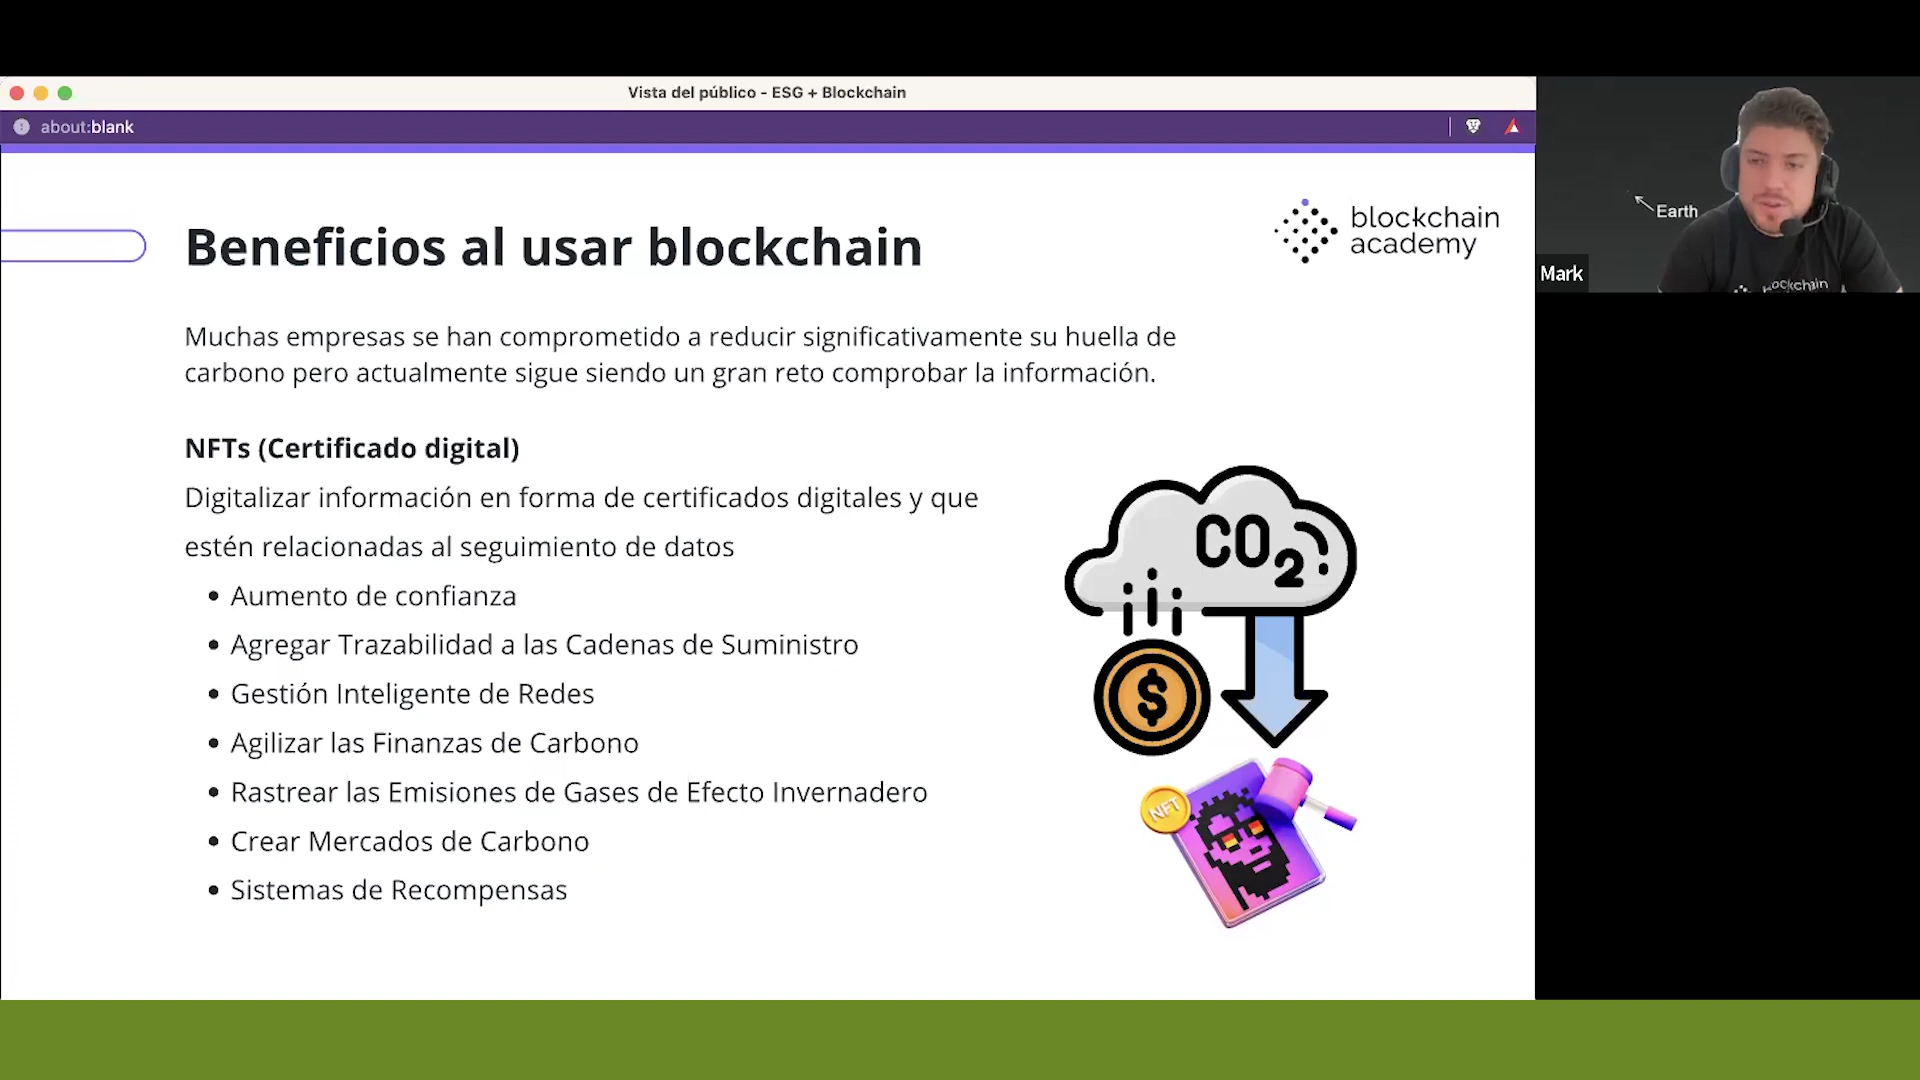 Vista del público - ESG + Blockchain
about:blank
Beneficios al usar blockchain
blockchain
academy
Earth
Mark
blockchain
Muchas empresas se han comprometido a reducir significativamente su huella de
carbono pero actualmente sigue siendo un gran reto comprobar la información.
NFTs (Certificado digital)
Digitalizar información en forma de certificados digitales y que
estén relacionadas al seguimiento de datos
• Aumento de confianza
• Agregar Trazabilidad a las Cadenas de Suministro
• Gestión Inteligente de Redes
• Agilizar las Finanzas de Carbono
• Rastrear las Emisiones de Gases de Efecto Invernadero
• Crear Mercados de Carbono
• Sistemas de Recompensas
CO2
$
NFT